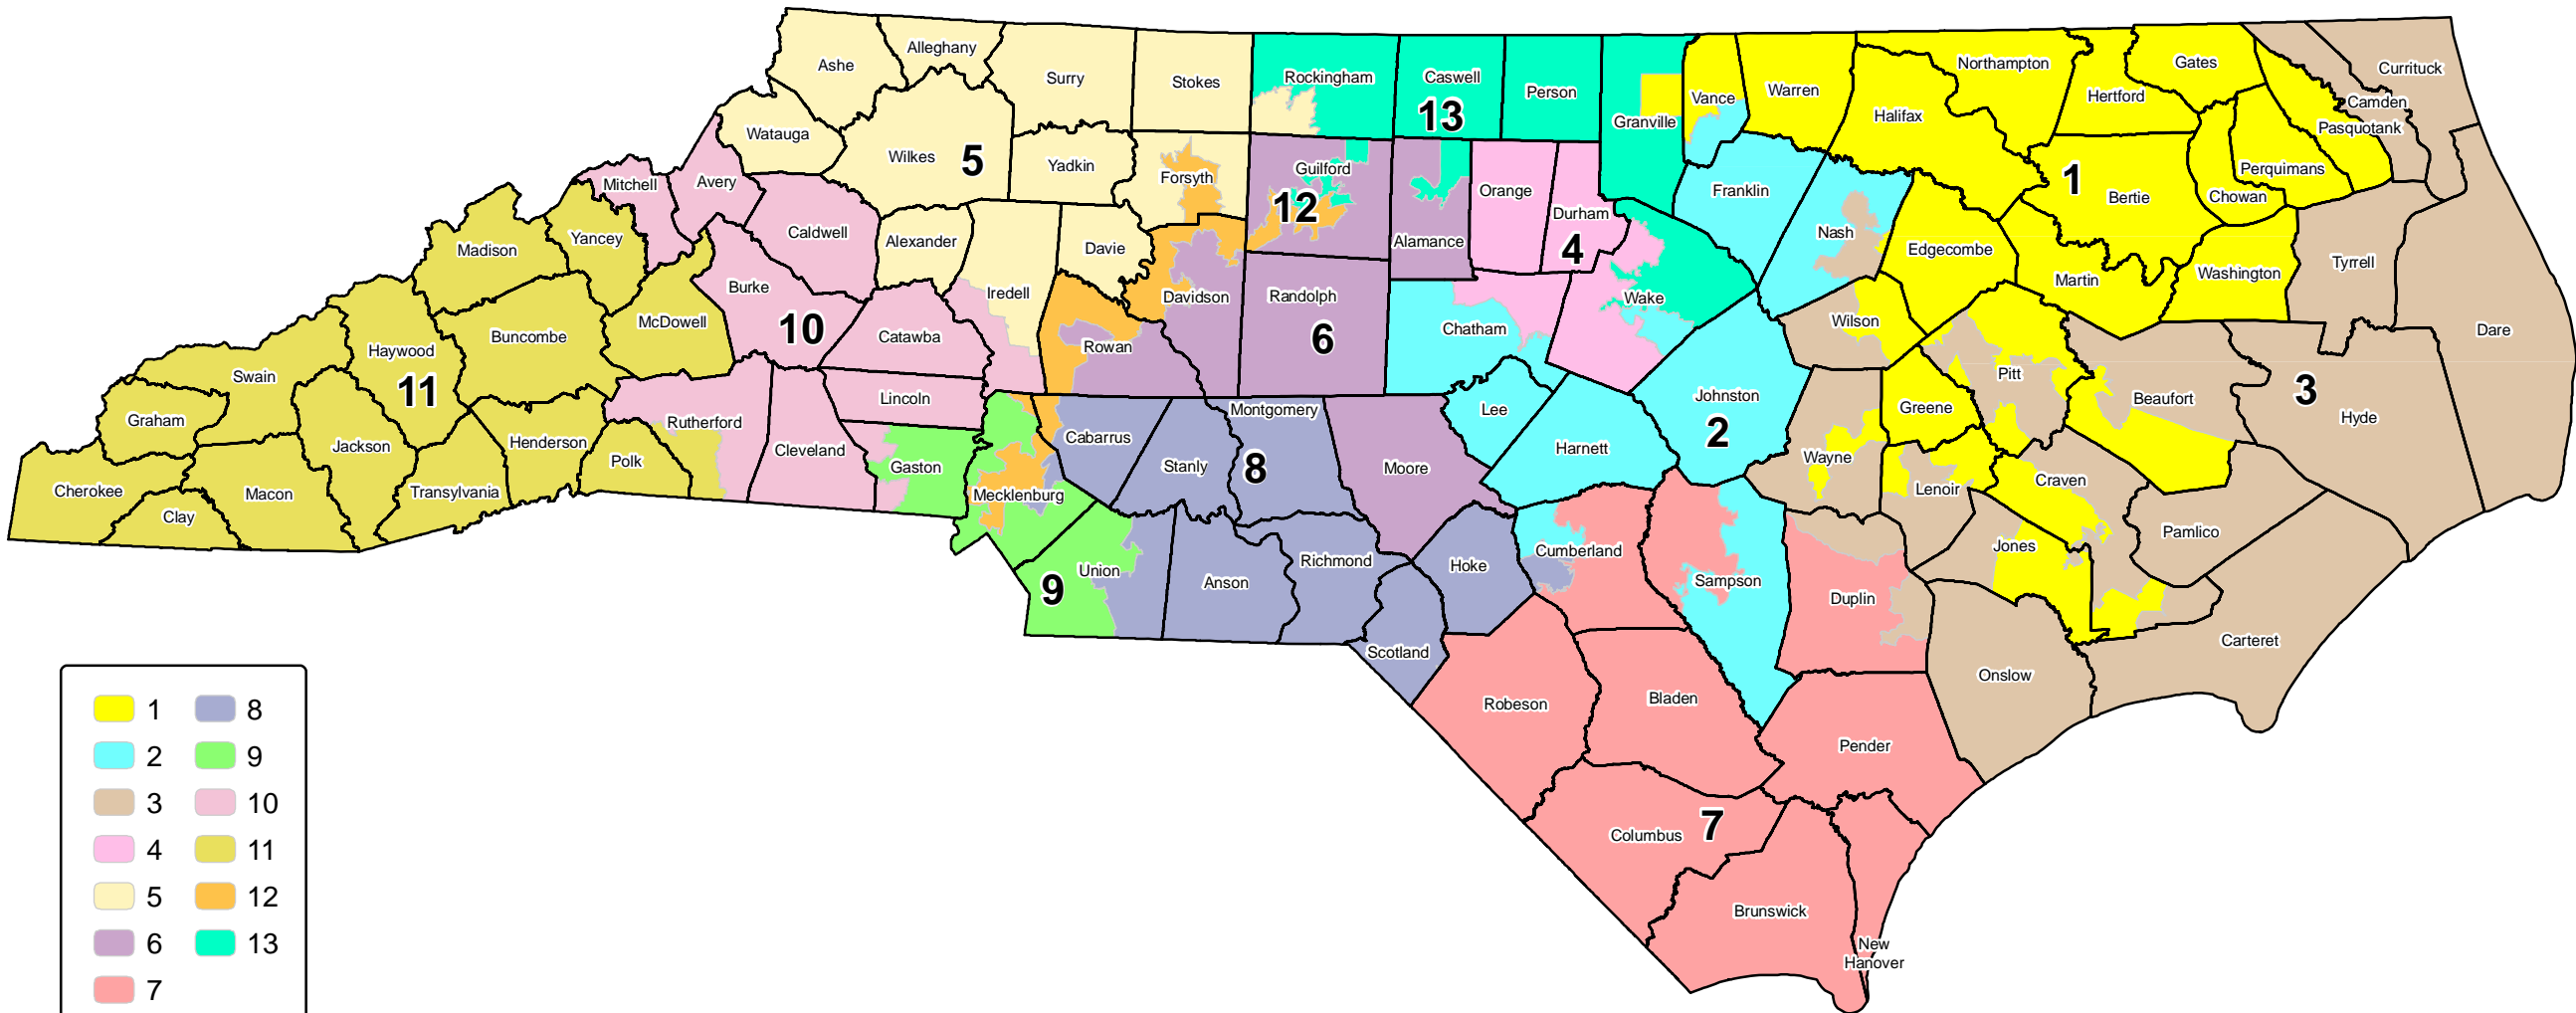 Ashe
Alleghany
Surry
Stokes
Rockingham
Caswell
13
Person
Granville
Vance
Warren
Northampton
Gates
Currituck
Camden
Hertford
Halifax
Pasquotank
Watauga
Wilkes
5
Yadkin
Forsyth
Guilford
12
Orange
Durham
4
Franklin
1
Bertie
Perquimans
Chowan
Mitchell
Avery
Caldwell
Alexander
Davie
Alamance
Nash
Edgecombe
Madison
Yancey
Martin
Washington
Tyrrell
Burke
Iredell
Davidson
Randolph
6
Wake
Dare
McDowell
10
Catawba
Rowan
Chatham
Wilson
Buncombe
Haywood
11
Swain
Pitt
Beaufort
3
Hyde
Graham
Rutherford
Lincoln
Montgomery
Lee
Johnston
2
Greene
Jackson
Henderson
Polk
Cleveland
Gaston
Cabarrus
Stanly
8
Moore
Harnett
Wayne
Cherokee
Clay
Macon
Transylvania
Mecklenburg
Lenoir
Craven
Pamlico
Jones
9
Union
Anson
Richmond
Hoke
Cumberland
Sampson
Duplin
Scotland
Carteret
Onslow
Robeson
Bladen
Pender
Columbus
7
Brunswick
New
Hanover
1 8
2 9
3 10
4 11
5 12
6 13
7